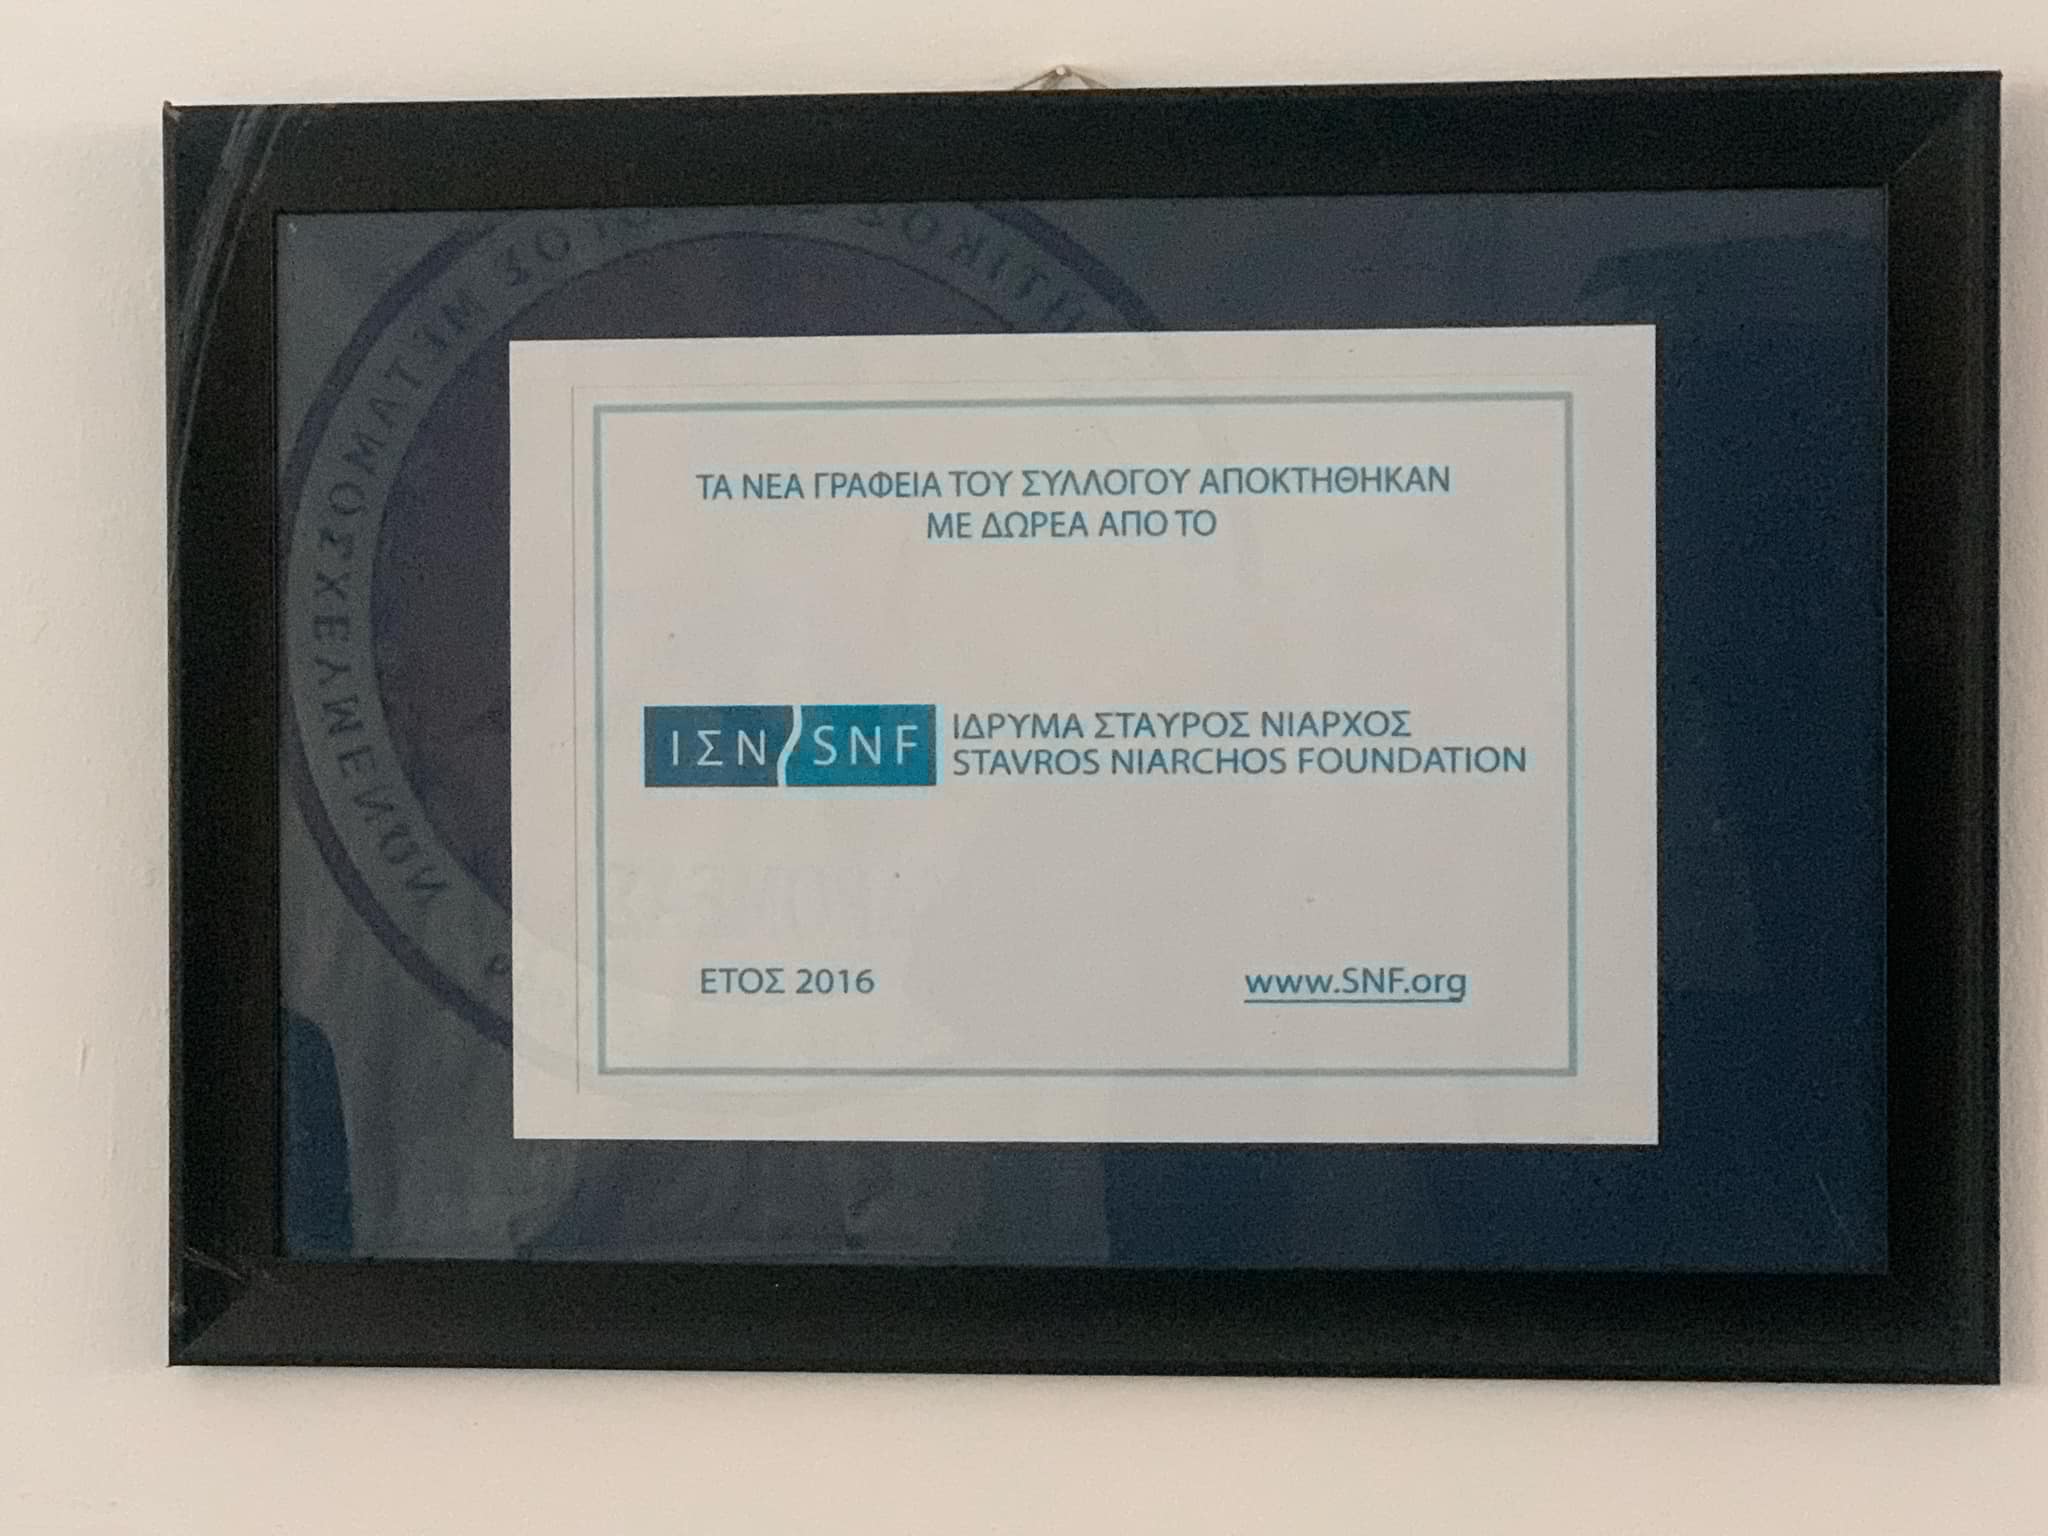 ΤΑ ΝΕΑ ΓΡΑΦΕΙΑ ΤΟΥ ΣΥΛΛΟΓΟΥ ΑΠΟΚΤΗΘΗΚΑΝ
ΜΕ ΔΩΡΕΑ ΑΠΟ ΤΟ
ΙΣΝ SNF
ΙΔΡΥΜΑ ΣΤΑΥΡΟΣ ΝΙΑΡΧΟΣ
STAVROS NIARCHOS FOUNDATION
ΕΤΟΣ 2016
www.SNF.org